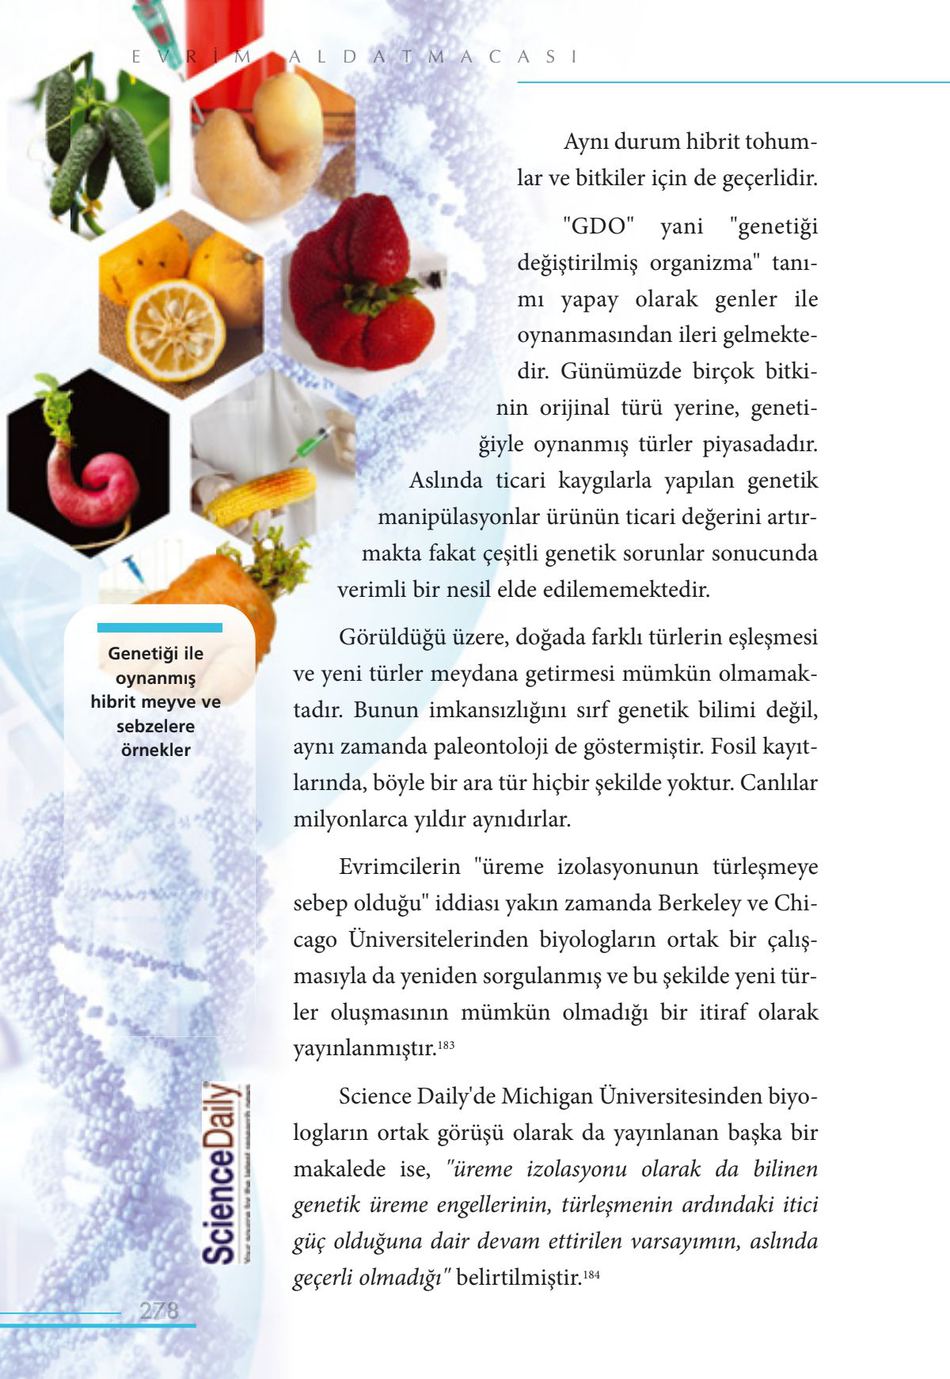 EVRİM ALDATMACASI
Aynı durum hibrit tohum-
lar ve bitkiler için de geçerlidir.
"GDO" yani "genetiği
değiştirilmiş organizma" tanı-
mı yapay olarak genler ile
oynanmasından ileri gelmekte-
dir. Günümüzde birçok bitki-
nin orijinal türü yerine, geneti-
ğiyle oynanmış türler piyasadadır.
Aslında ticari kaygılarla yapılan genetik
manipülasyonlar ürünün ticari değerini artır-
makta fakat çeşitli genetik sorunlar sonucunda
verimli bir nesil elde edilememektedir.
Görüldüğü üzere, doğada farklı türlerin eşleşmesi
ve yeni türler meydana getirmesi mümkün olmamak-
tadır. Bunun imkansızlığını sırf genetik bilimi değil,
aynı zamanda paleontoloji de göstermiştir. Fosil kayıt-
larında, böyle bir ara tür hiçbir şekilde yoktur. Canlılar
milyonlarca yıldır aynıdırlar.
Evrimcilerin "üreme izolasyonunun türleşmeye
sebep olduğu" iddiası yakın zamanda Berkeley ve Chi-
cago Üniversitelerinden biyologların ortak bir çalış-
masıyla da yeniden sorgulanmış ve bu şekilde yeni tür-
ler oluşmasının mümkün olmadığı bir itiraf olarak
yayınlanmıştır.183
Science Daily'de Michigan Üniversitesinden biyo-
logların ortak görüşü olarak da yayınlanan başka bir
makalede ise, "üreme izolasyonu olarak da bilinen
genetik üreme engellerinin, türleşmenin ardındaki itici
güç olduğuna dair devam ettirilen varsayımın, aslında
geçerli olmadığı" belirtilmiştir.184
Genetiği ile
oynanmış
hibrit meyve ve
sebzelere
örnekler
ScienceDaily
278